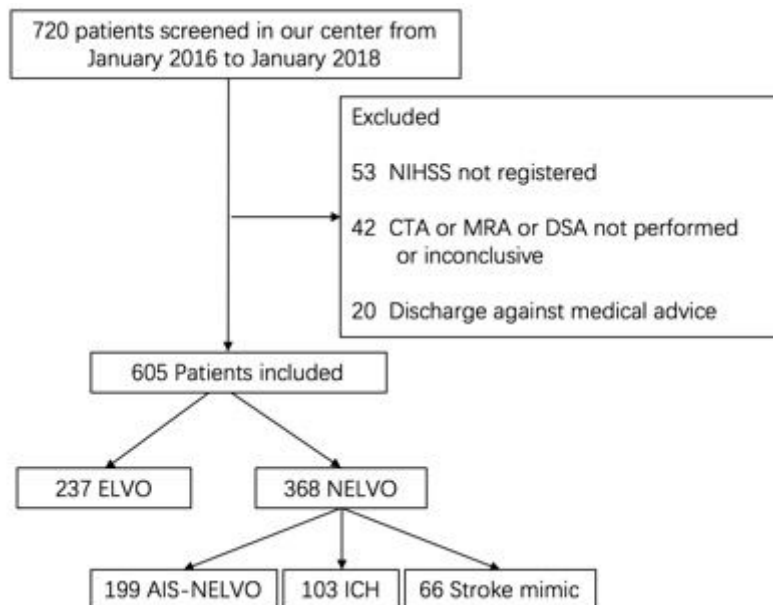 720 patients screened in our center from
January 2016 to January 2018
Excluded
53 NIHSS not registered
42 CTA or MRA or DSA not performed
or inconclusive
20 Discharge against medical advice
605 Patients included
237 ELVO
368 NELVO
199 AIS-NELVO
103 ICH
66 Stroke mimic